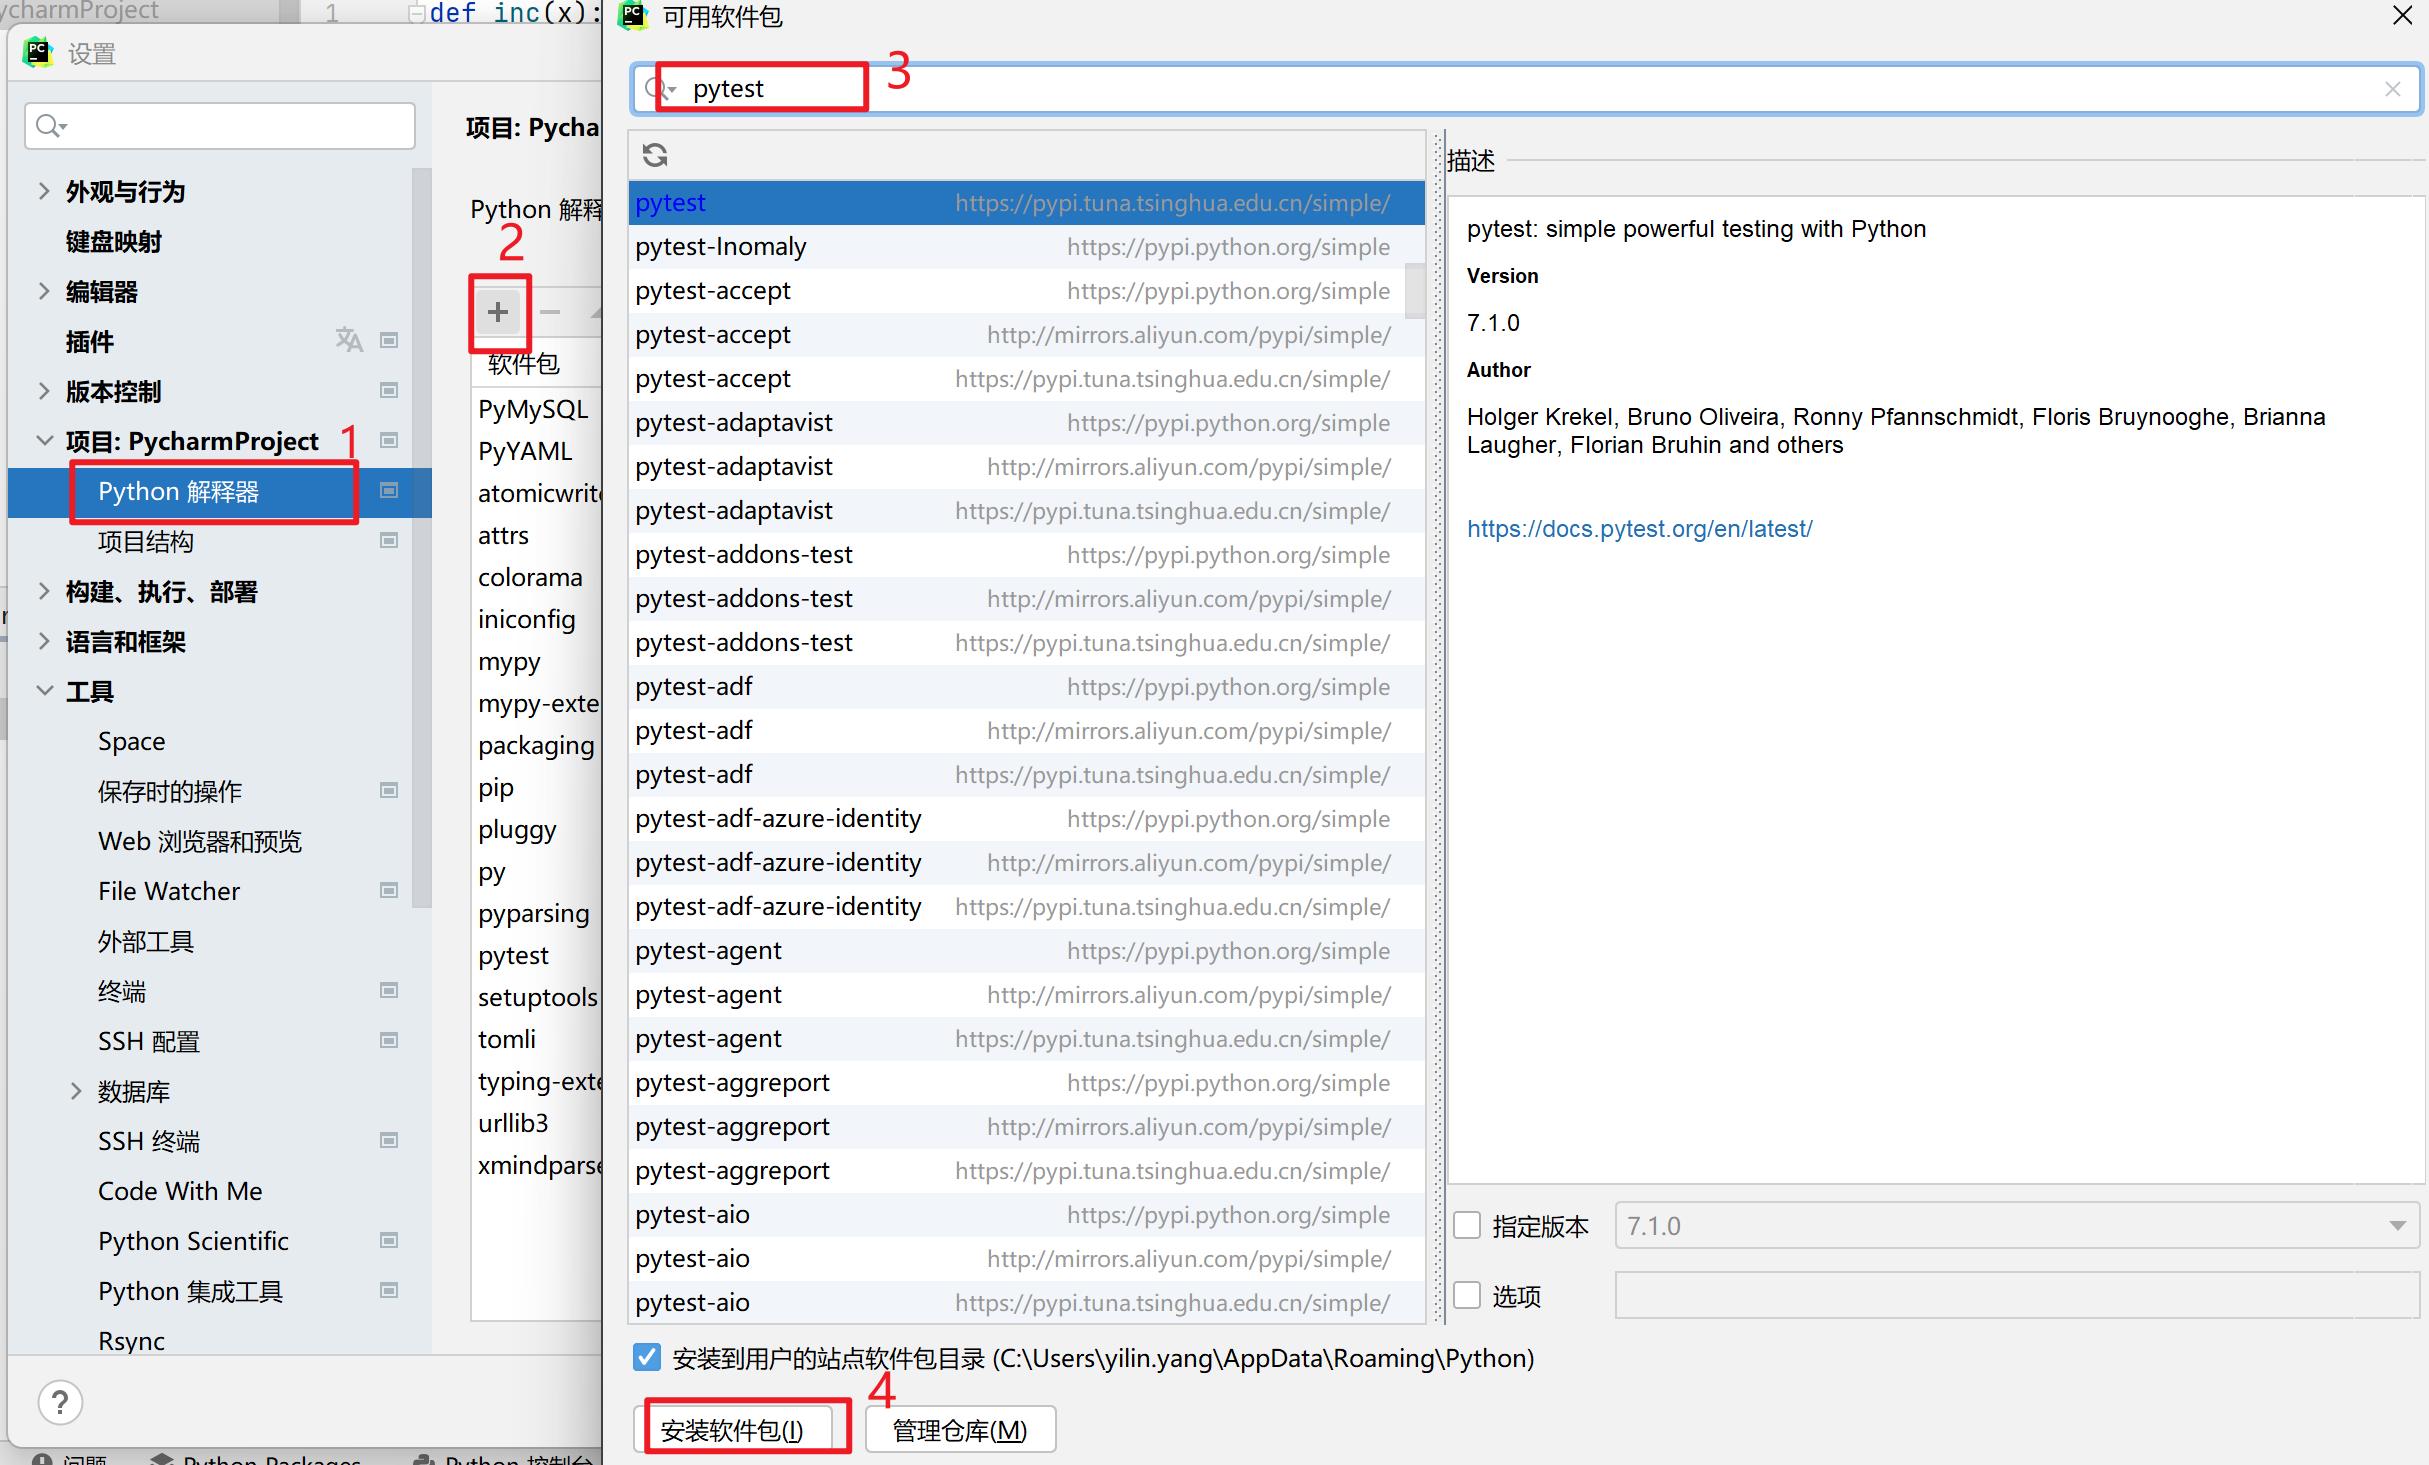 ycharmProject
1 def inc(x):
设置
项目: Pycha
Python 解释
软件包
PyMySQL
PyYAML
atomicwrite
attrs
colorama
iniconfig
mypy
mypy-exte
packaging
pip
pluggy
py
pyparsing
pytest
setuptools
tomli
typing-exte
urllib3
xmindparse
外观与行为
键盘映射
编辑器
插件
版本控制
项目: PycharmProject
1
Python 解释器
项目结构
构建、执行、部署
语言和框架
工具
Space
保存时的操作
Web 浏览器和预览
File Watcher
外部工具
终端
SSH 配置
数据库
SSH 终端
Code With Me
Python Scientific
Python 集成工具
Rsync
?
问题 Python Packages Python 控制台
2
可用软件包
pytest
3
pytest https://pypi.tuna.tsinghua.edu.cn/simple/
pytest-Inomaly https://pypi.python.org/simple
pytest-accept https://pypi.python.org/simple
pytest-accept http://mirrors.aliyun.com/pypi/simple/
pytest-accept https://pypi.tuna.tsinghua.edu.cn/simple/
pytest-adaptavist https://pypi.python.org/simple
pytest-adaptavist http://mirrors.aliyun.com/pypi/simple/
pytest-adaptavist https://pypi.tuna.tsinghua.edu.cn/simple/
pytest-addons-test https://pypi.python.org/simple
pytest-addons-test http://mirrors.aliyun.com/pypi/simple/
pytest-addons-test https://pypi.tuna.tsinghua.edu.cn/simple/
pytest-adf https://pypi.python.org/simple
pytest-adf http://mirrors.aliyun.com/pypi/simple/
pytest-adf https://pypi.tuna.tsinghua.edu.cn/simple/
pytest-adf-azure-identity https://pypi.python.org/simple
pytest-adf-azure-identity http://mirrors.aliyun.com/pypi/simple/
pytest-adf-azure-identity https://pypi.tuna.tsinghua.edu.cn/simple/
pytest-agent https://pypi.python.org/simple
pytest-agent http://mirrors.aliyun.com/pypi/simple/
pytest-agent https://pypi.tuna.tsinghua.edu.cn/simple/
pytest-aggreport https://pypi.python.org/simple
pytest-aggreport http://mirrors.aliyun.com/pypi/simple/
pytest-aggreport https://pypi.tuna.tsinghua.edu.cn/simple/
pytest-aio https://pypi.python.org/simple
pytest-aio http://mirrors.aliyun.com/pypi/simple/
pytest-aio https://pypi.tuna.tsinghua.edu.cn/simple/
描述
pytest: simple powerful testing with Python
Version
7.1.0
Author
Holger Krekel, Bruno Oliveira, Ronny Pfannschmidt, Floris Bruynooghe, Brianna
Laugher, Florian Bruhin and others
https://docs.pytest.org/en/latest/
指定版本 7.1.0
选项
安装到用户的站点软件包目录 (C:\Users\yilin.yang\AppData\Roaming\Python)
4
安装软件包(I) 管理仓库(M)